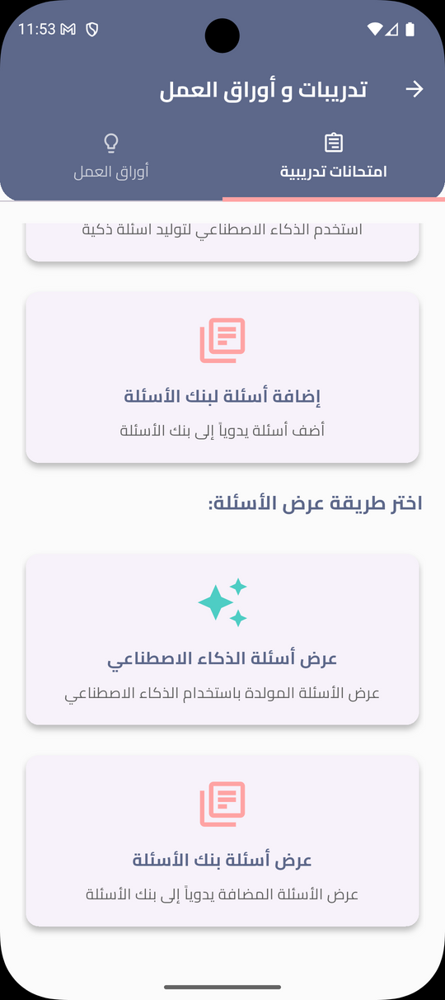 11:53
تدريبات و أوراق العمل
امتحانات تدريبية
أوراق العمل
استخدم الذكاء الاصطناعي لتوليد أسئلة ذكية
إضافة أسئلة لبنك الأسئلة
أضف أسئلة يدوياً إلى بنك الأسئلة
اختر طريقة عرض الأسئلة:
عرض أسئلة الذكاء الاصطناعي
عرض الأسئلة المولدة باستخدام الذكاء الاصطناعي
عرض أسئلة بنك الأسئلة
عرض الأسئلة المضافة يدوياً إلى بنك الأسئلة